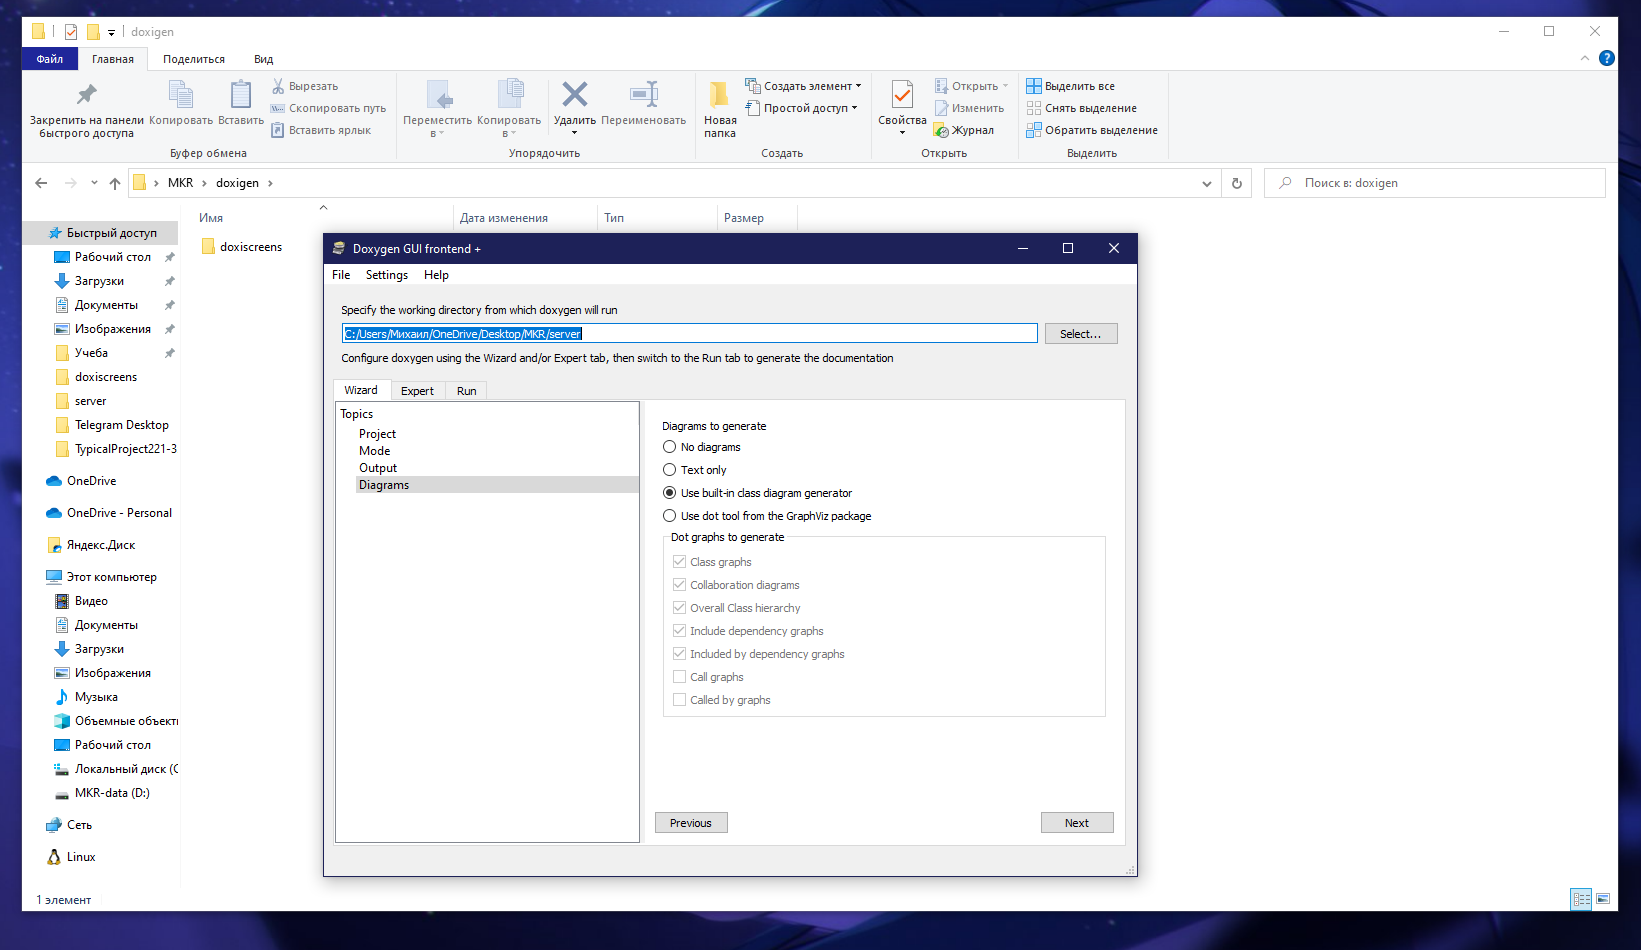 doxigen
Файл Главная Поделиться Вид
Закрепить на панели быстрого доступа
Копировать
Вставить
Вырезать
Скопировать путь
Вставить ярлык
Буфер обмена
Переместить в
Копировать в
Удалить
Переименовать
Упорядочить
Новая папка
Создать элемент
Простой доступ
Создать
Свойства
Открыть
Изменить
Журнал
Открыть
Выделить все
Снять выделение
Обратить выделение
Выделить
MKR > doxigen >
Поиск в: doxigen
Имя Дата изменения Тип Размер
doxiscreens
Быстрый доступ
Рабочий стол
Загрузки
Документы
Изображения
Учеба
doxiscreens
server
Telegram Desktop
TypicalProject221-3
OneDrive
OneDrive - Personal
Яндекс.Диск
Этот компьютер
Видео
Документы
Загрузки
Изображения
Музыка
Объемные объекты
Рабочий стол
Локальный диск (C
MKR-data (D:)
Сеть
Linux
1 элемент
Doxygen GUI frontend +
File Settings Help
Specify the working directory from which doxygen will run
C:/Users/Михаил/OneDrive/Desktop/MKR/server
Select...
Configure doxygen using the Wizard and/or Expert tab, then switch to the Run tab to generate the documentation
Wizard Expert Run
Topics
Project
Mode
Output
Diagrams
Diagrams to generate
No diagrams
Text only
Use built-in class diagram generator
Use dot tool from the GraphViz package
Dot graphs to generate
Class graphs
Collaboration diagrams
Overall Class hierarchy
Include dependency graphs
Included by dependency graphs
Call graphs
Called by graphs
Previous Next